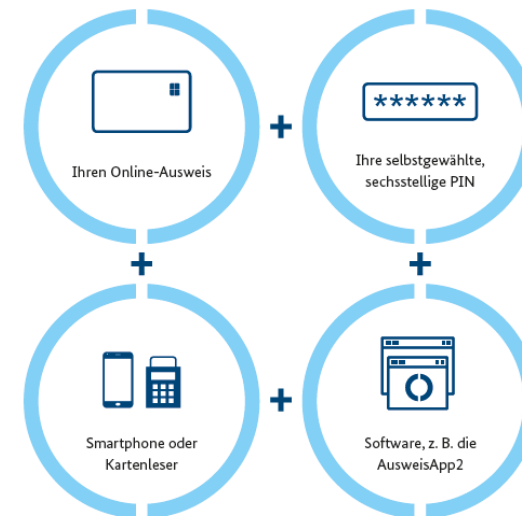 Ihren Online-Ausweis
+
Ihre selbstgewählte,
sechsstellige PIN
******
+
+
Smartphone oder
Kartenleser
+
Software, z. B. die
AusweisApp2